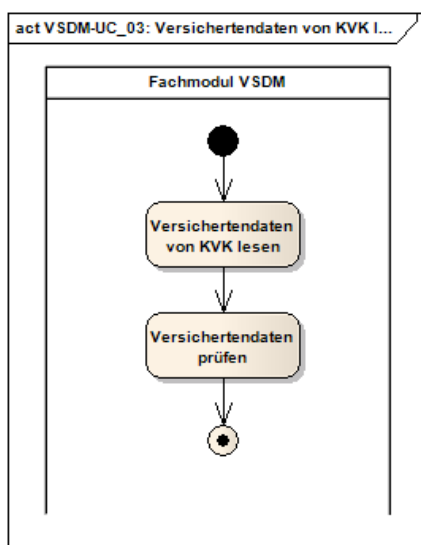 act VSDM-UC_03: Versichertendaten von KVK l...
Fachmodul VSDM
Versichertendaten
von KVK lesen
Versichertendaten
prüfen